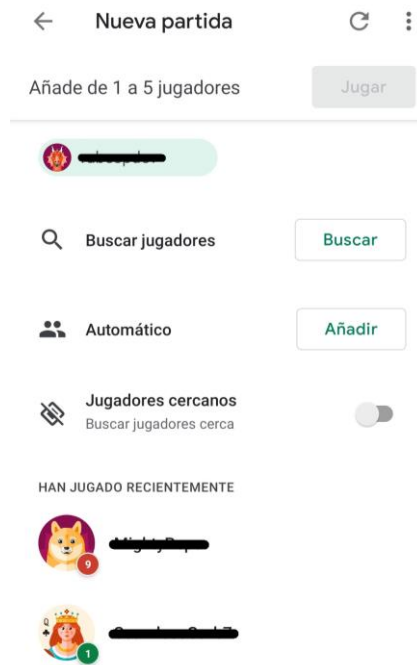 Nueva partida
Añade de 1 a 5 jugadores
Jugar
Buscar jugadores
Buscar
Automático
Añadir
Jugadores cercanos
Buscar jugadores cerca
HAN JUGADO RECIENTEMENTE
9
Q
1